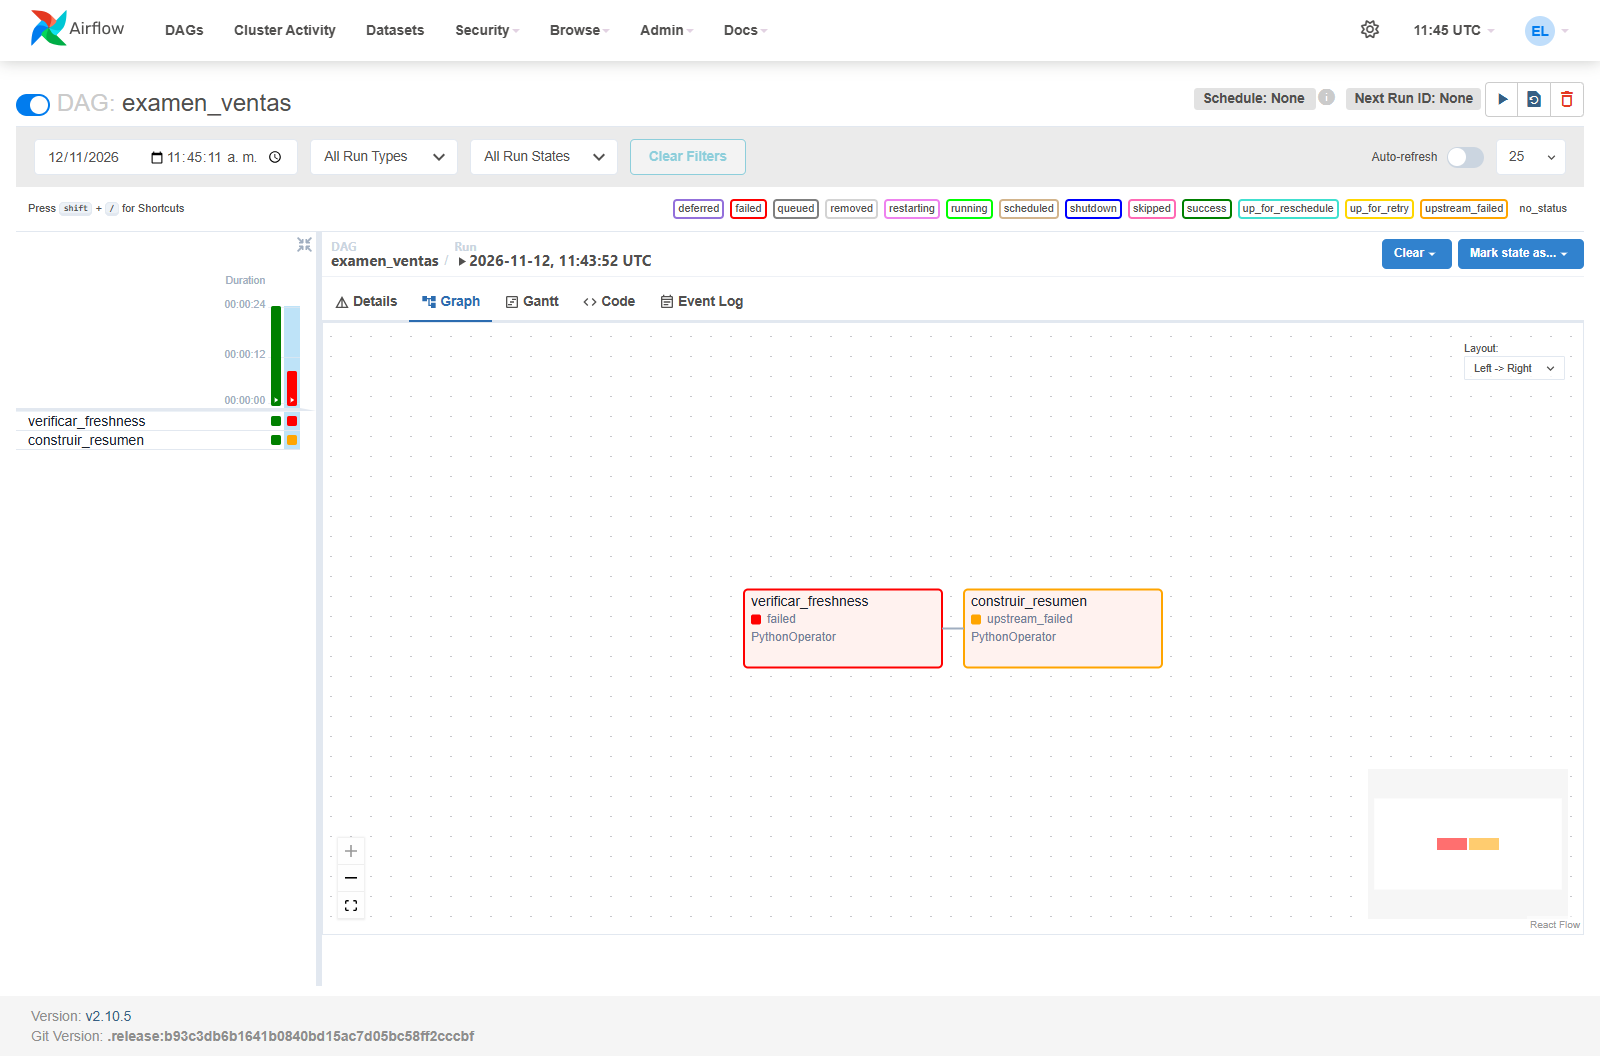 Airflow DAGs Cluster Activity Datasets Security Browse Admin Docs 11:45 UTC EL
DAG: examen_ventas Schedule: None i Next Run ID: None
12/11/2026 11:45:11 a. m. All Run Types All Run States Clear Filters Auto-refresh 25
Press shift + / for Shortcuts deferred failed queued removed restarting running scheduled shutdown skipped success up_for_reschedule up_for_retry upstream_failed no_status
DAG Run
examen_ventas / 2026-11-12, 11:43:52 UTC Clear Mark state as...
Details Graph Gantt Code Event Log
Duration
00:00:24
00:00:12
00:00:00
verificar_freshness
construir_resumen
Layout:
Left -> Right
verificar_freshness
failed
PythonOperator
construir_resumen
upstream_failed
PythonOperator
React Flow
Version: v2.10.5
Git Version: .release:b93c3db6b1641b0840bd15ac7d05bc58ff2cccbf